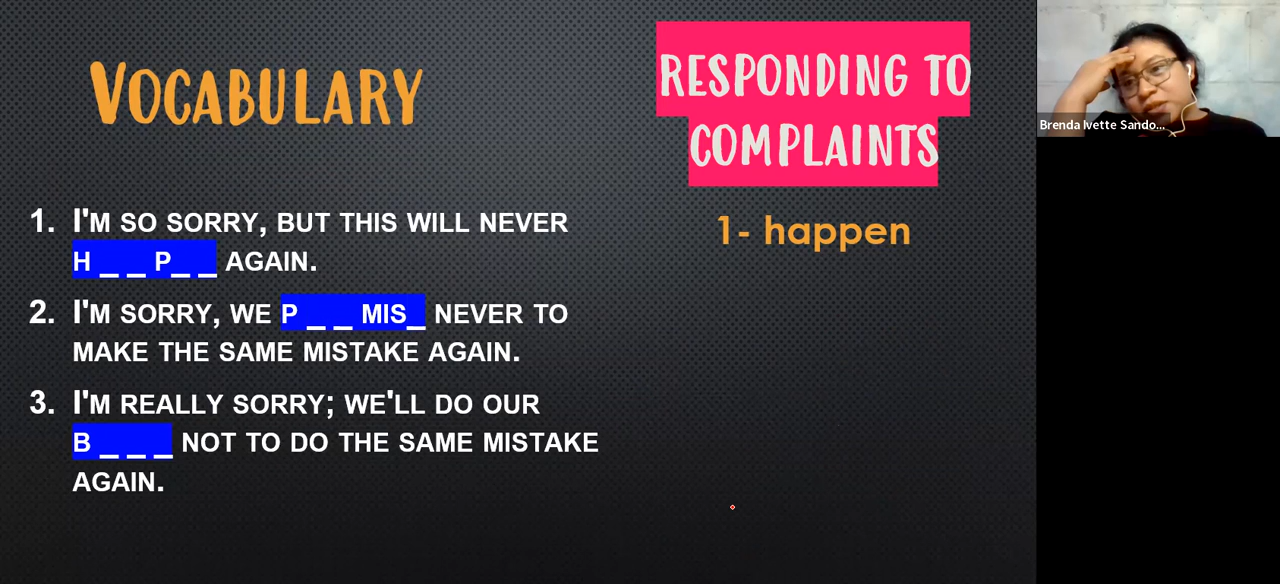 VOCABULARY
RESPONDING TO
COMPLAINTS
1. I'M SO SORRY, BUT THIS WILL NEVER
H _ _ P_ _ AGAIN.
2. I'M SORRY, WE P _ _ MIS_ NEVER TO
MAKE THE SAME MISTAKE AGAIN.
3. I'M REALLY SORRY; WE'LL DO OUR
B _ _ _ NOT TO DO THE SAME MISTAKE
AGAIN.
1- happen
Brenda Ivette Sando...